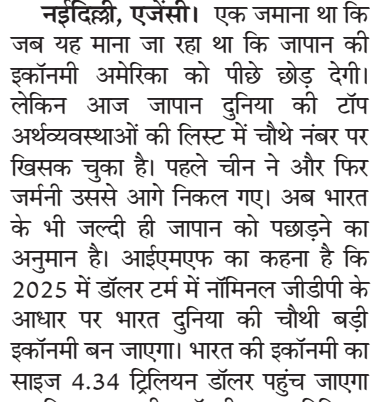 नईदिल्ली, एजेंसी। एक जमाना था कि
जब यह माना जा रहा था कि जापान की
इकॉनमी अमेरिका को पीछे छोड़ देगी।
लेकिन आज जापान दुनिया की टॉप
अर्थव्यवस्थाओं की लिस्ट में चौथे नंबर पर
खिसक चुका है। पहले चीन ने और फिर
जर्मनी उससे आगे निकल गए। अब भारत
के भी जल्दी ही जापान को पछाड़ने का
अनुमान है। आईएमएफ का कहना है कि
2025 में डॉलर टर्म में नॉमिनल जीडीपी के
आधार पर भारत दुनिया की चौथी बड़ी
इकॉनमी बन जाएगा। भारत की इकॉनमी का
साइज 4.34 ट्रिलियन डॉलर पहुंच जाएगा